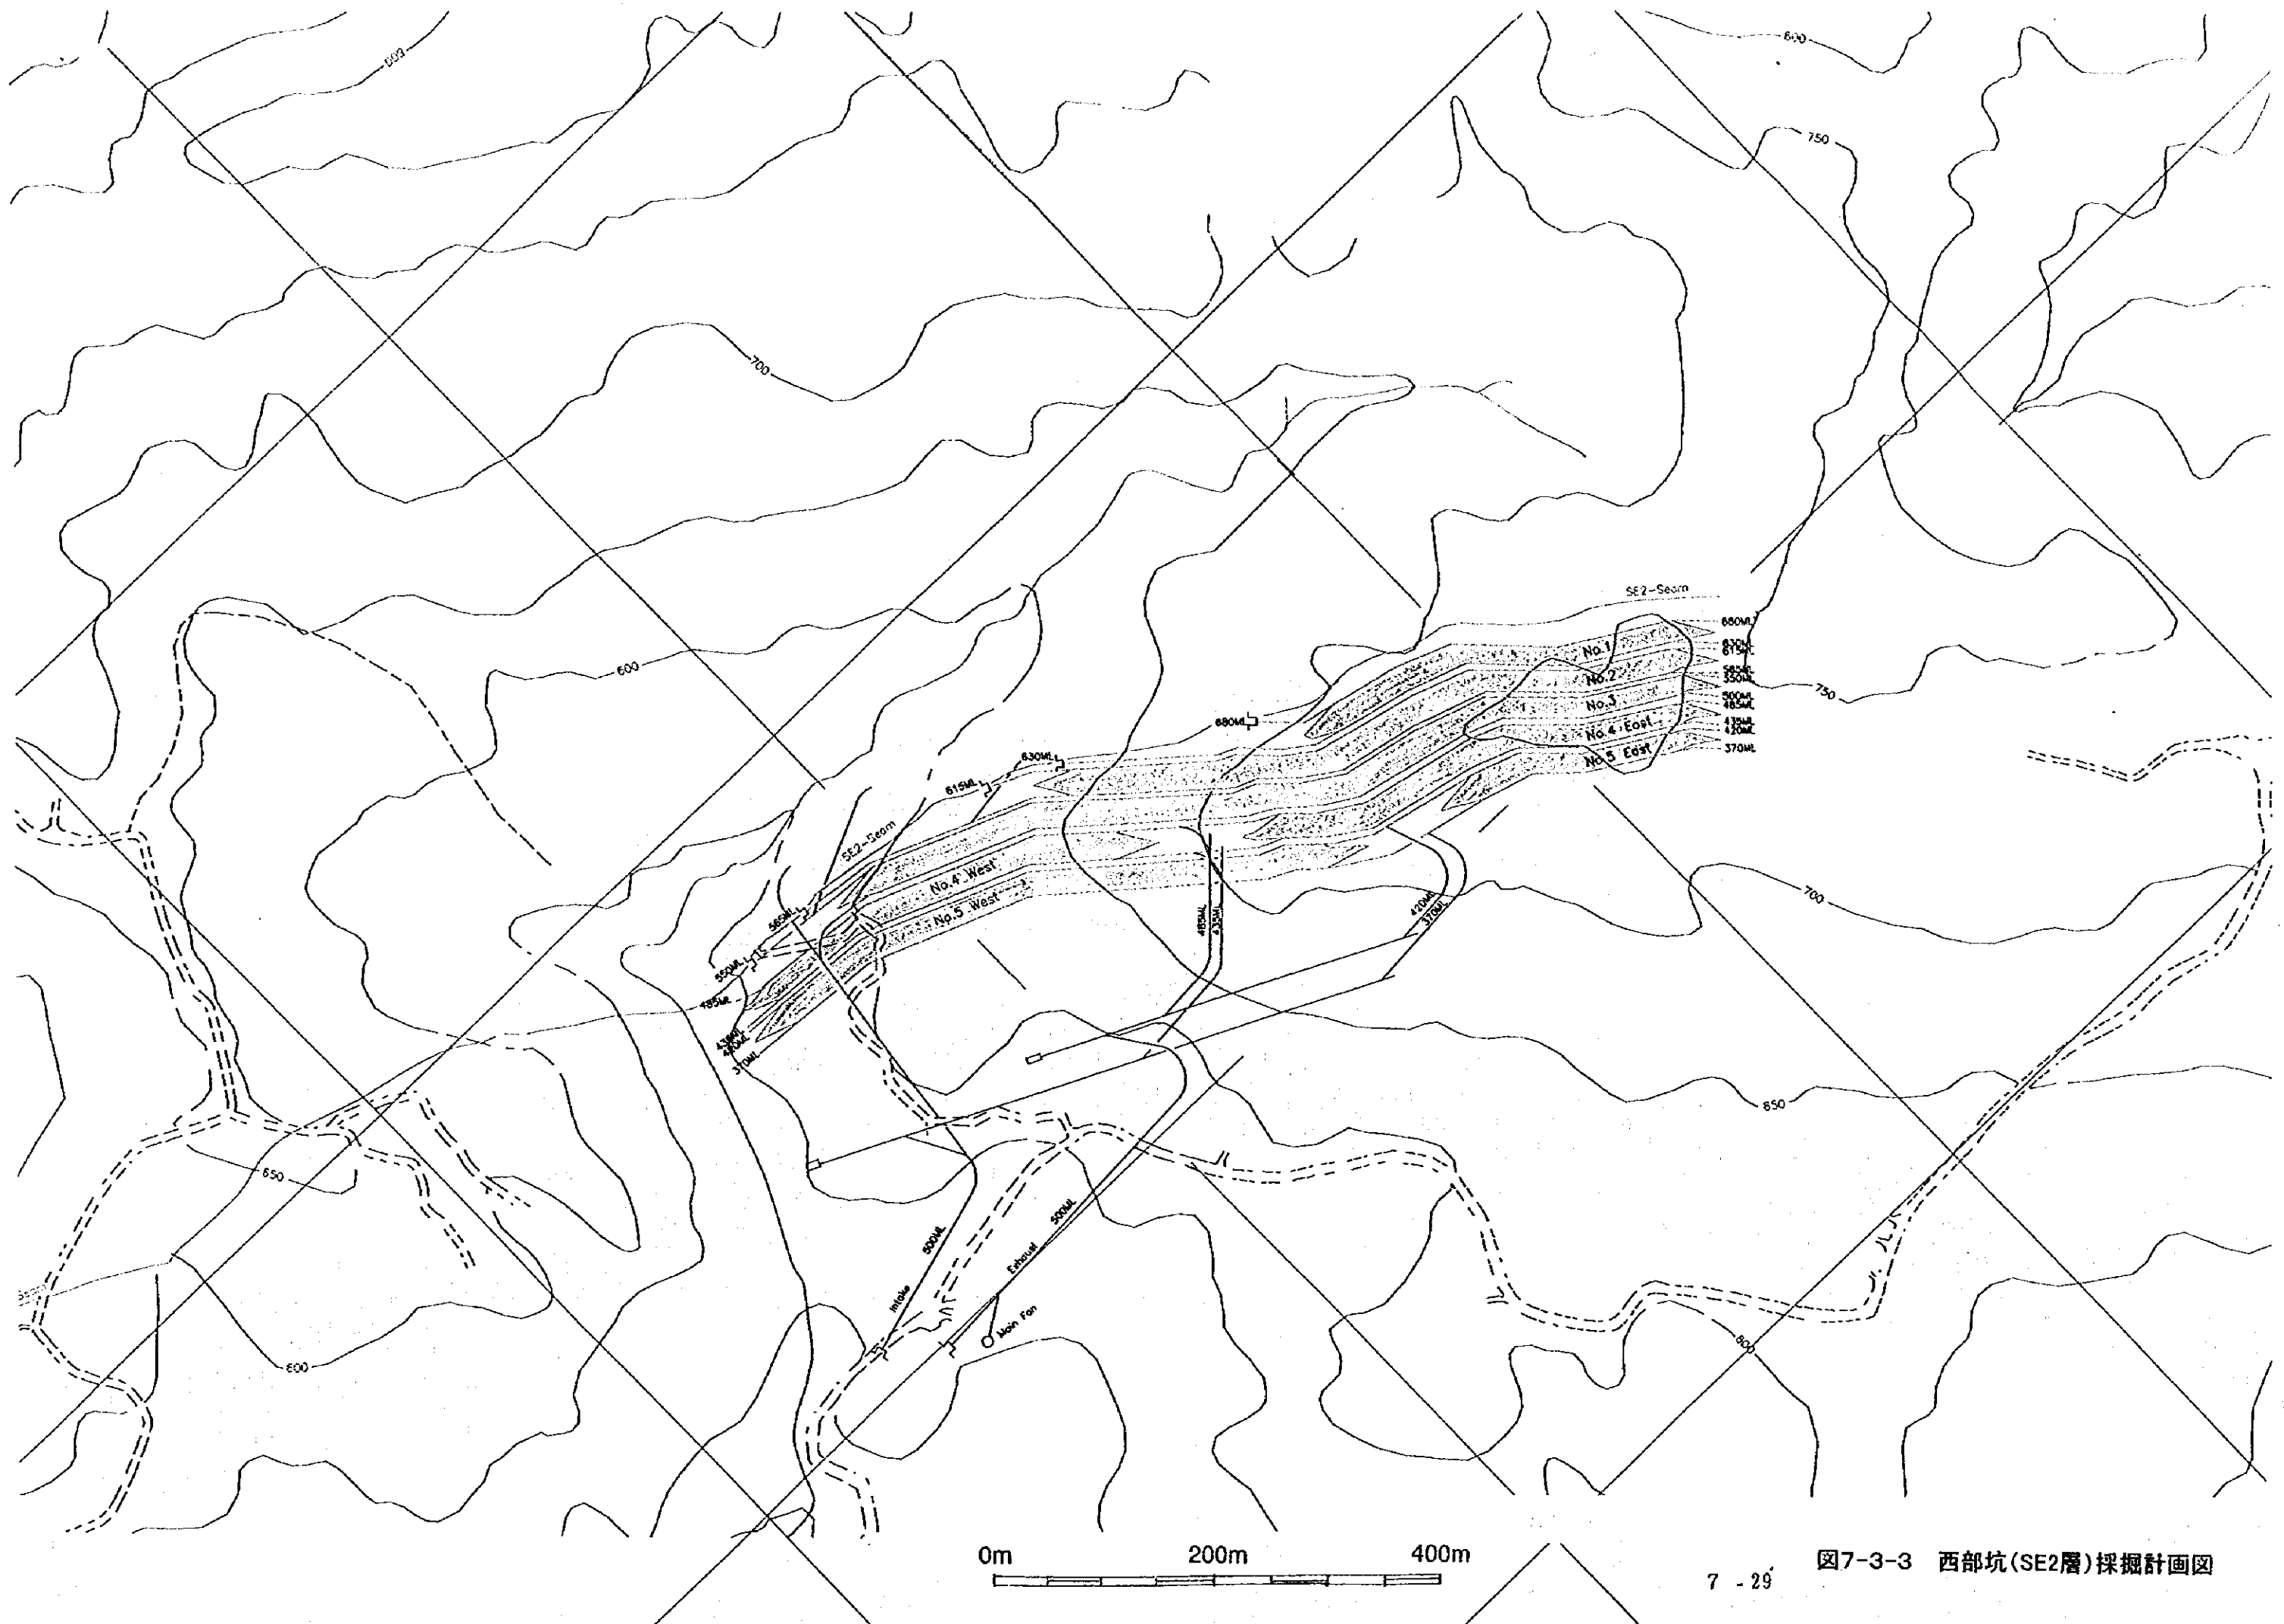 600
600
750
700
SE2-Seam
660ML
630ML
615ML
No.1
600
565ML
550ML
No.2
750
500ML
485ML
No.3
680ML
435ML
420ML
No.4 East
370ML
No.5 East
630ML
615ML
SE2-Seam
No.4 West
No.5 West
700
565ML
485ML
435ML
420ML
370ML
550ML
485ML
435ML
420ML
370ML
850
650
500ML
500ML
Intake
Exhaust
Main Fan
600
800
0m 200m 400m
図7-3-3 西部坑(SE2層)採掘計画図
7 - 29